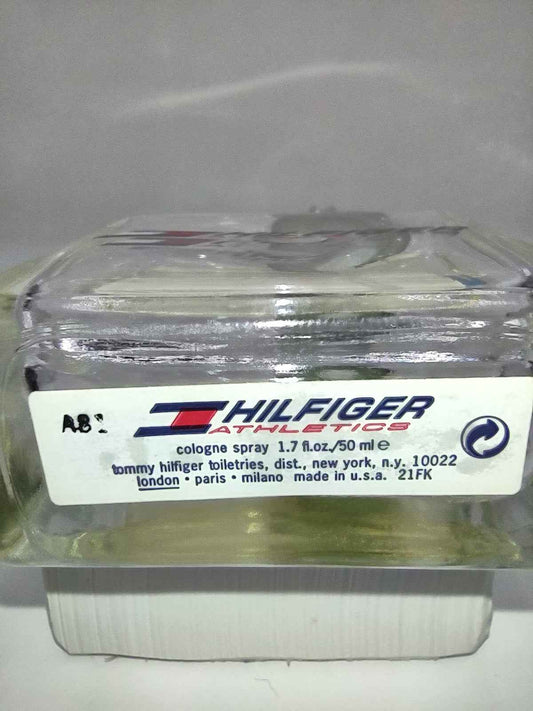 AB1
HILFIGER
ATHLETICS
cologne spray 1.7 fl.oz./50 ml ℮
tommy hilfiger toiletries, dist., new york, n.y. 10022
london • paris • milano made in u.s.a. 21FK